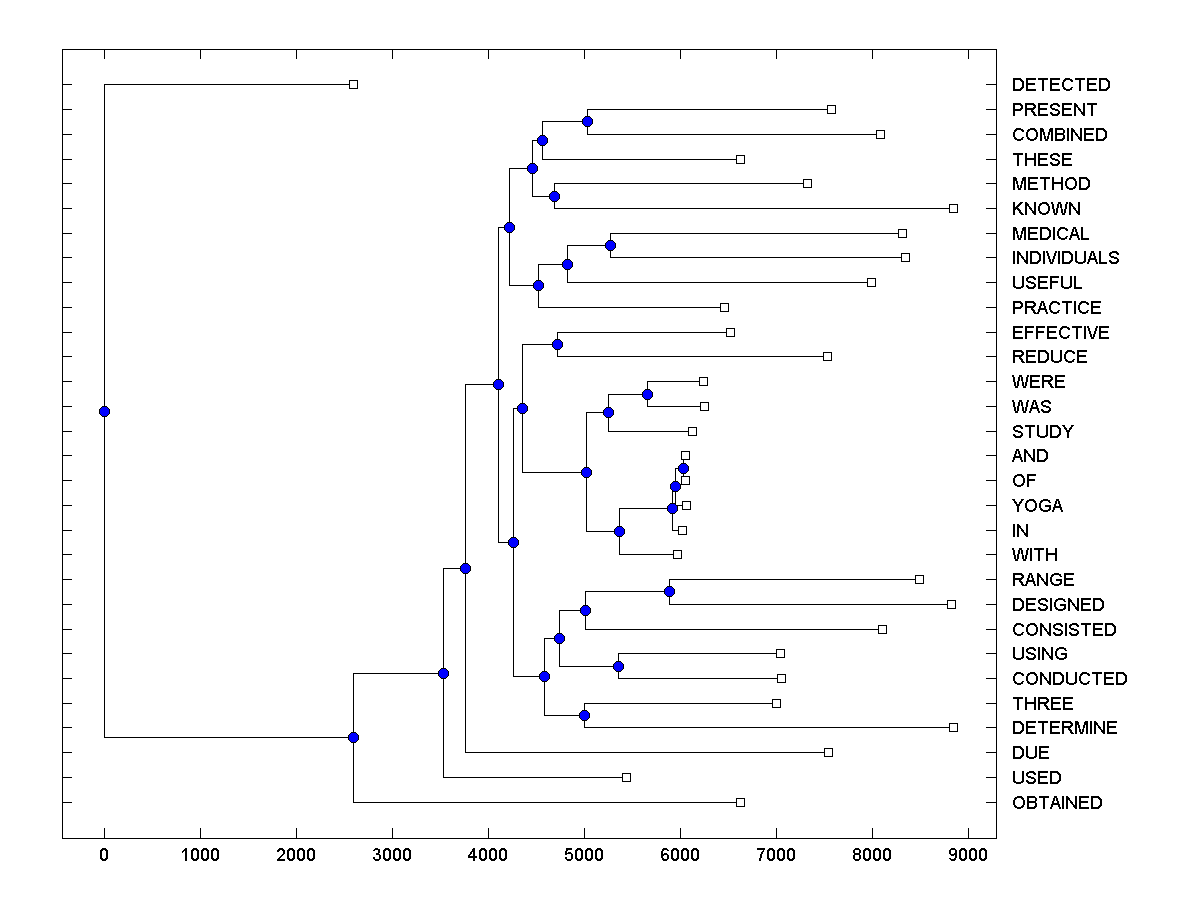 DETECTED
PRESENT
COMBINED
THESE
METHOD
KNOWN
MEDICAL
INDIVIDUALS
USEFUL
PRACTICE
EFFECTIVE
REDUCE
WERE
WAS
STUDY
AND
OF
YOGA
IN
WITH
RANGE
DESIGNED
CONSISTED
USING
CONDUCTED
THREE
DETERMINE
DUE
USED
OBTAINED
0 1000 2000 3000 4000 5000 6000 7000 8000 9000